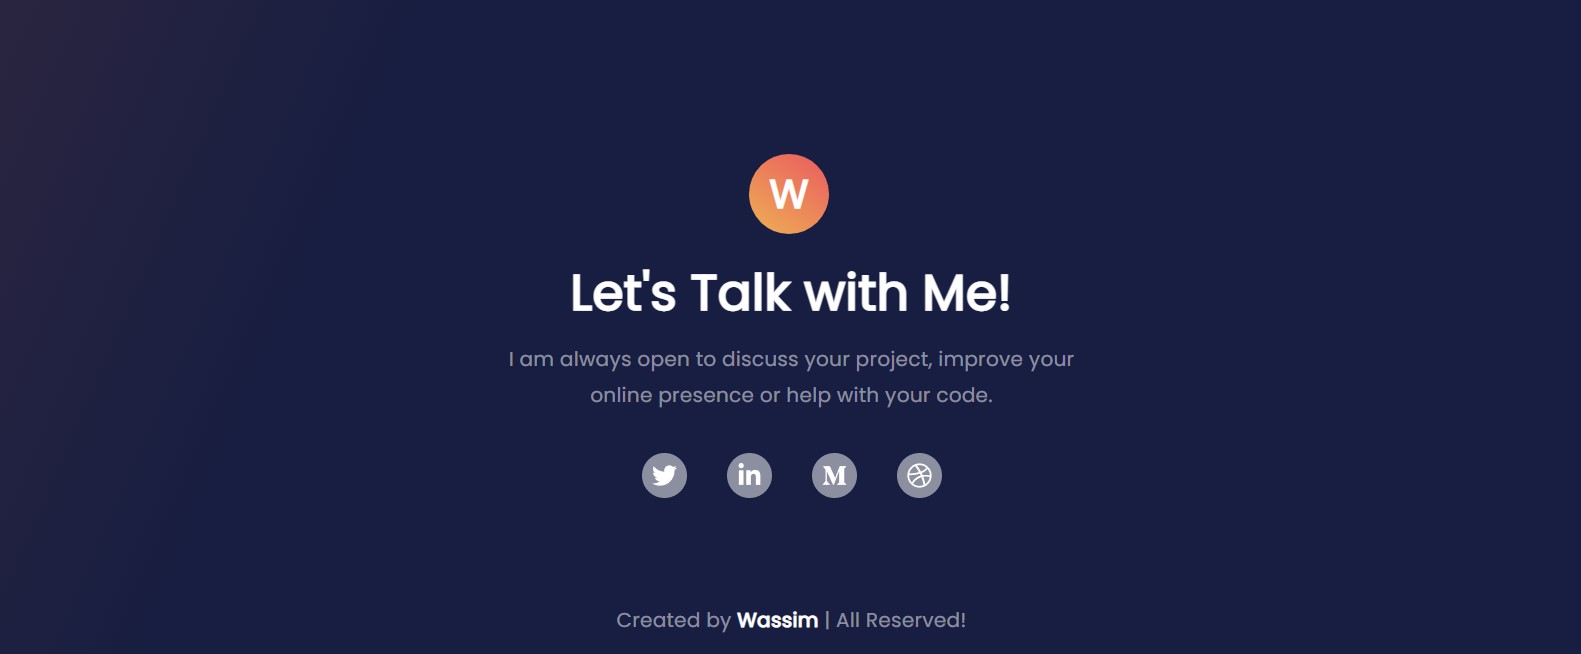 W
Let's Talk with Me!
I am always open to discuss your project, improve your
online presence or help with your code.
in M
Created by Wassim | All Reserved!